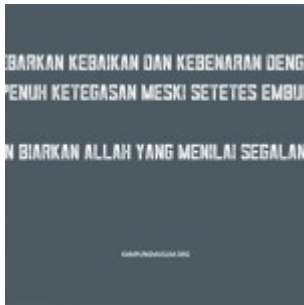 EBARKAN KEBAIKAN DAN KEBENARAN DENG
PENUH KETEGASAN MESKI SETETES EMBU
N BIARKAN ALLAH YANG MENILAI SEGALAN